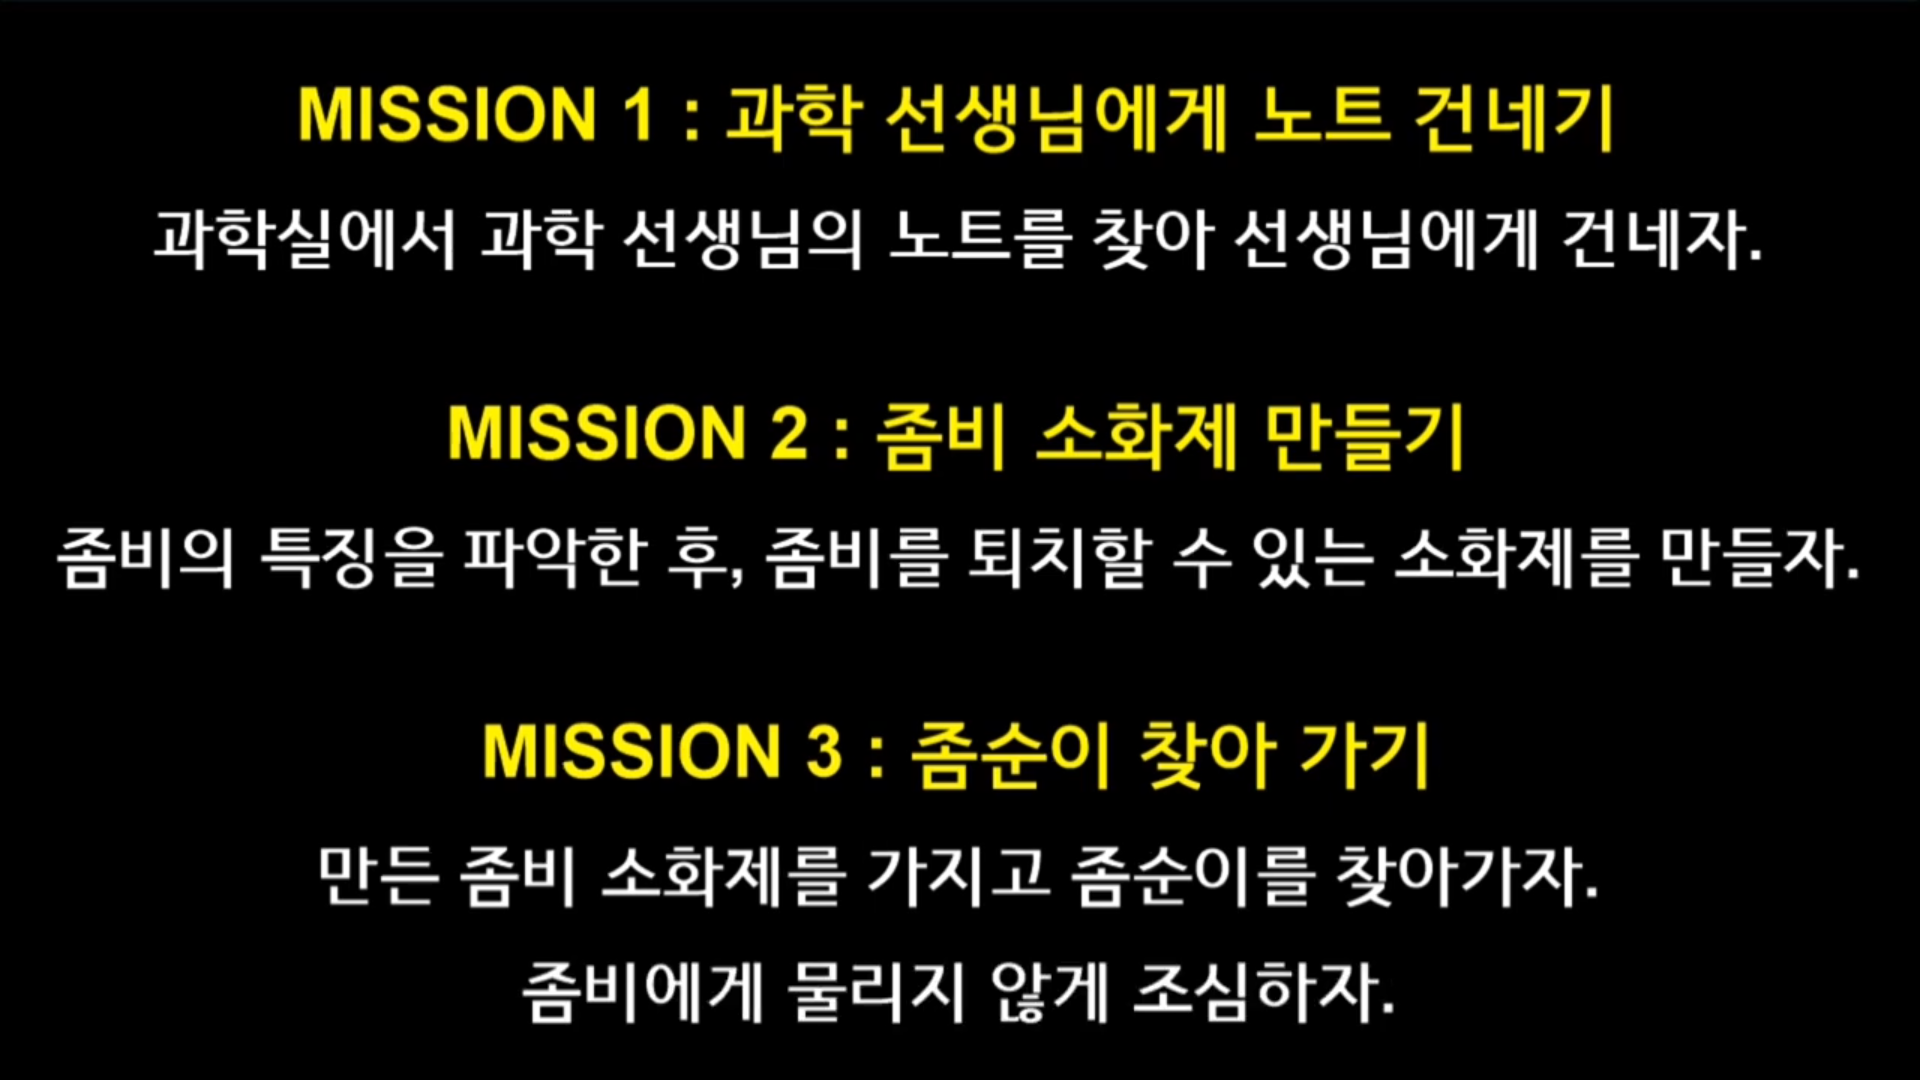 MISSION 1 : 과학 선생님에게 노트 건네기
과학실에서 과학 선생님의 노트를 찾아 선생님에게 건네자.
MISSION 2 : 좀비 소화제 만들기
좀비의 특징을 파악한 후, 좀비를 퇴치할 수 있는 소화제를 만들자.
MISSION 3 : 좀순이 찾아 가기
만든 좀비 소화제를 가지고 좀순이를 찾아가자.
좀비에게 물리지 않게 조심하자.